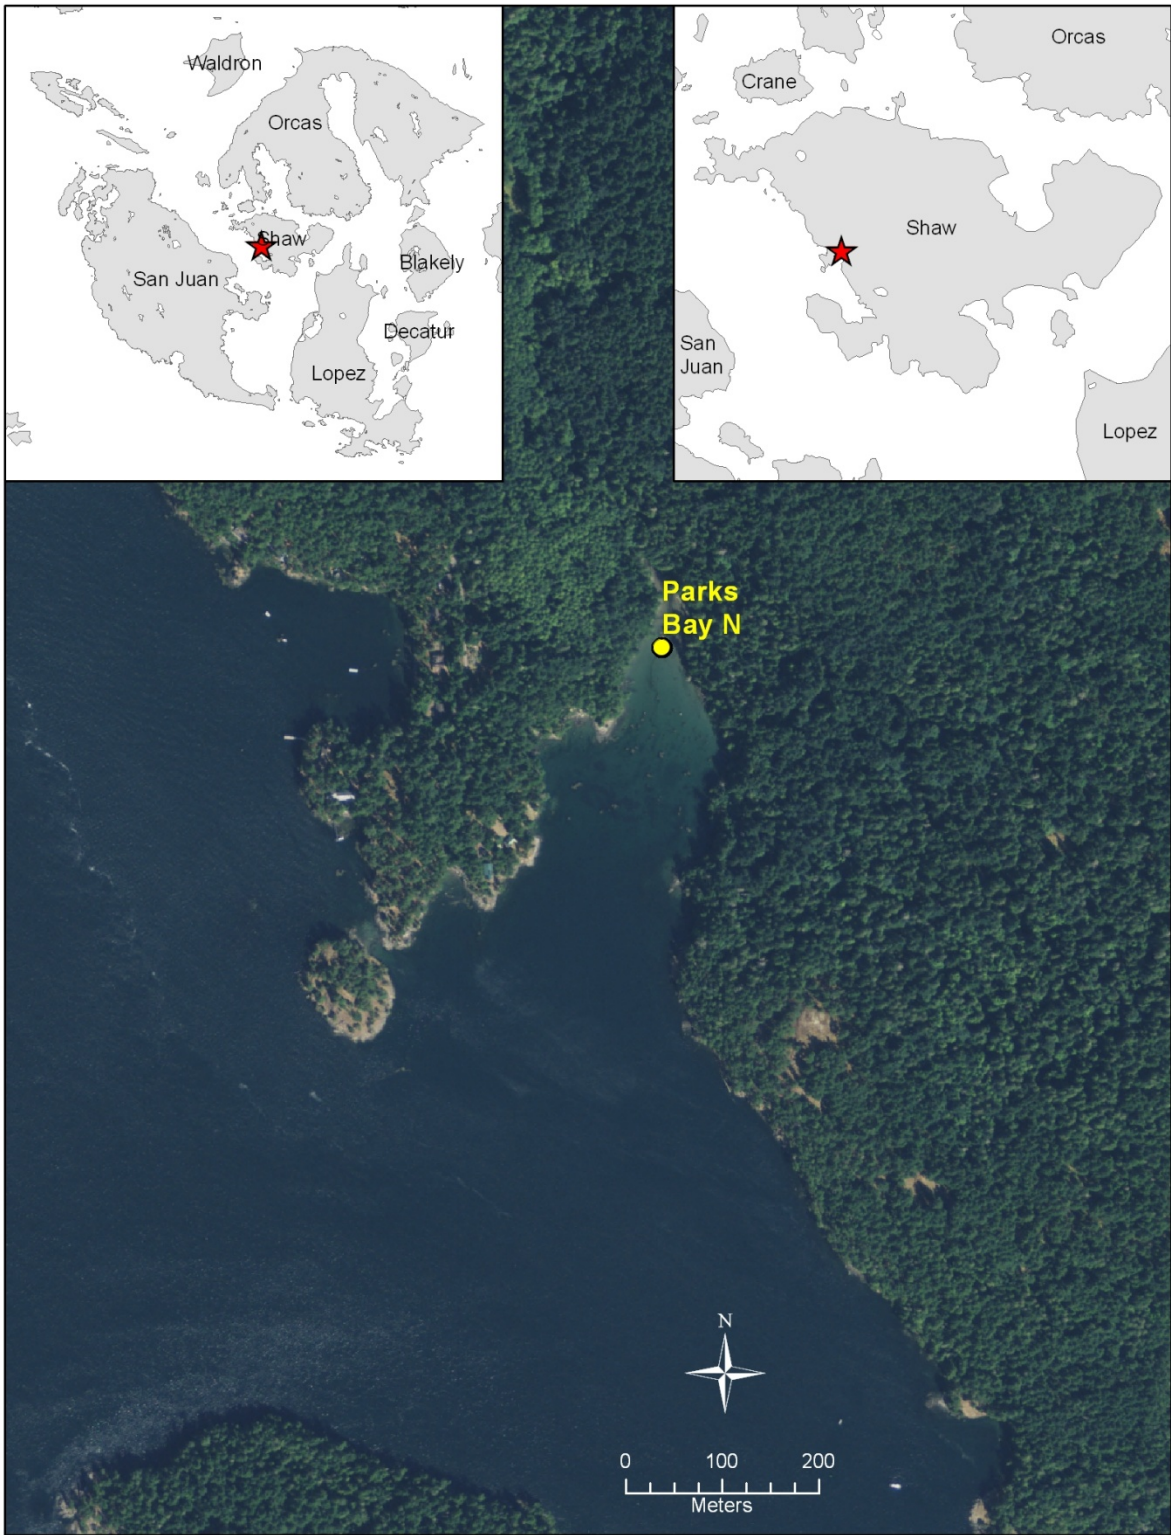 Waldron
Orcas
Shaw
San Juan
Blakely
Decatur
Lopez
Orcas
Crane
Shaw
San
Juan
Lopez
Parks
Bay N
N
0 100 200
Meters